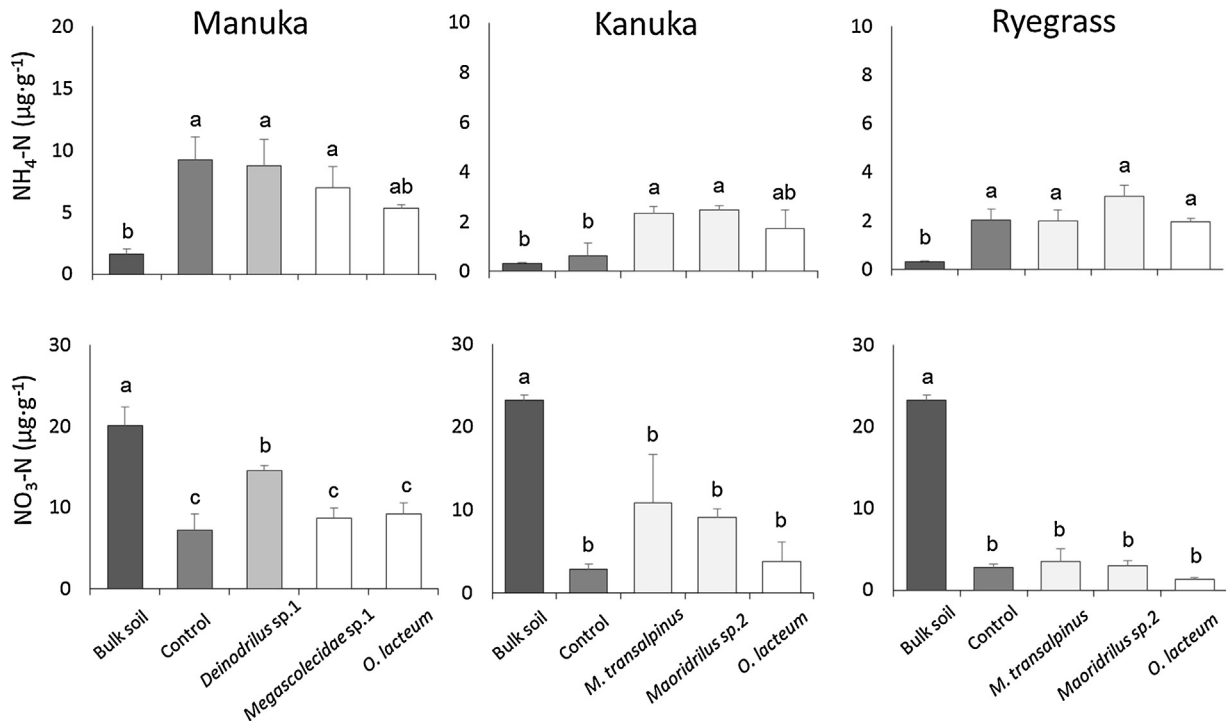 Manuka
Kanuka
Ryegrass
NH₄-N (µg·g⁻¹)
20
15
10
5
0
b
a
a
a
ab
10
8
6
4
2
0
b
b
a
a
ab
10
8
6
4
2
0
b
a
a
a
a
NO₃-N (µg·g⁻¹)
30
20
10
0
a
c
b
c
c
30
20
10
0
a
b
b
b
b
30
20
10
0
a
b
b
b
b
Bulk soil
Control
Deinodrilus sp.1
Megascolecidae sp.1
O. lacteum
Bulk soil
Control
M. transalpinus
Maoridrilus sp.2
O. lacteum
Bulk soil
Control
M. transalpinus
Maoridrilus sp.2
O. lacteum